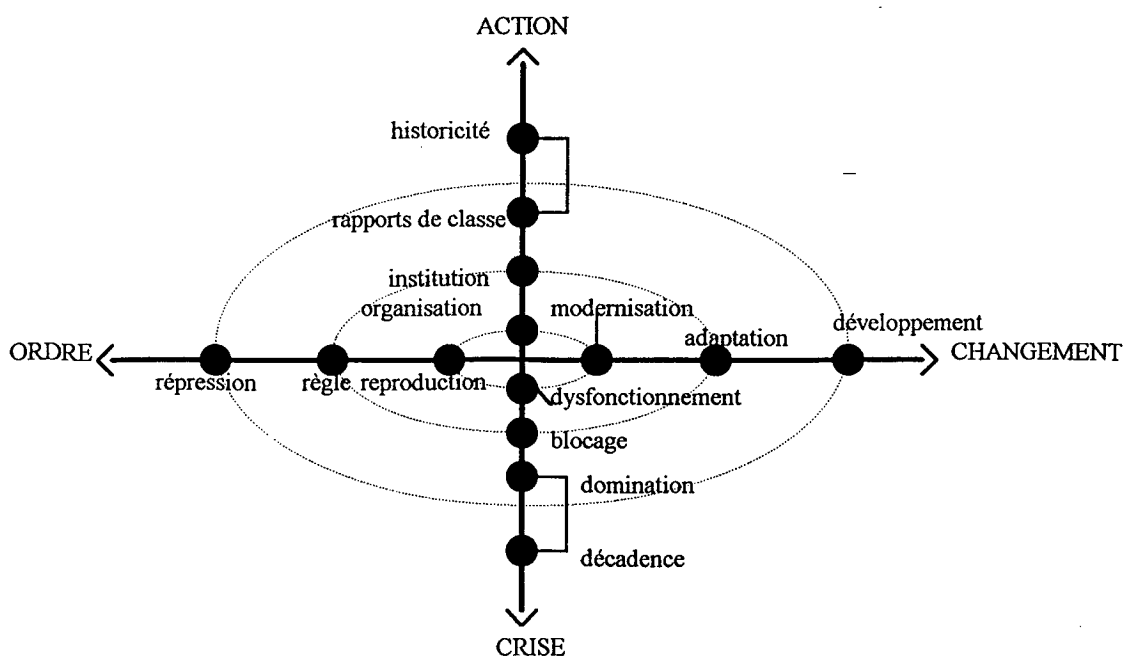 ACTION
historicité
rapports de classe
institution
organisation
modernisation
adaptation
développement
ORDRE
CHANGEMENT
répression
règle
reproduction
dysfonctionnement
blocage
domination
décadence
CRISE